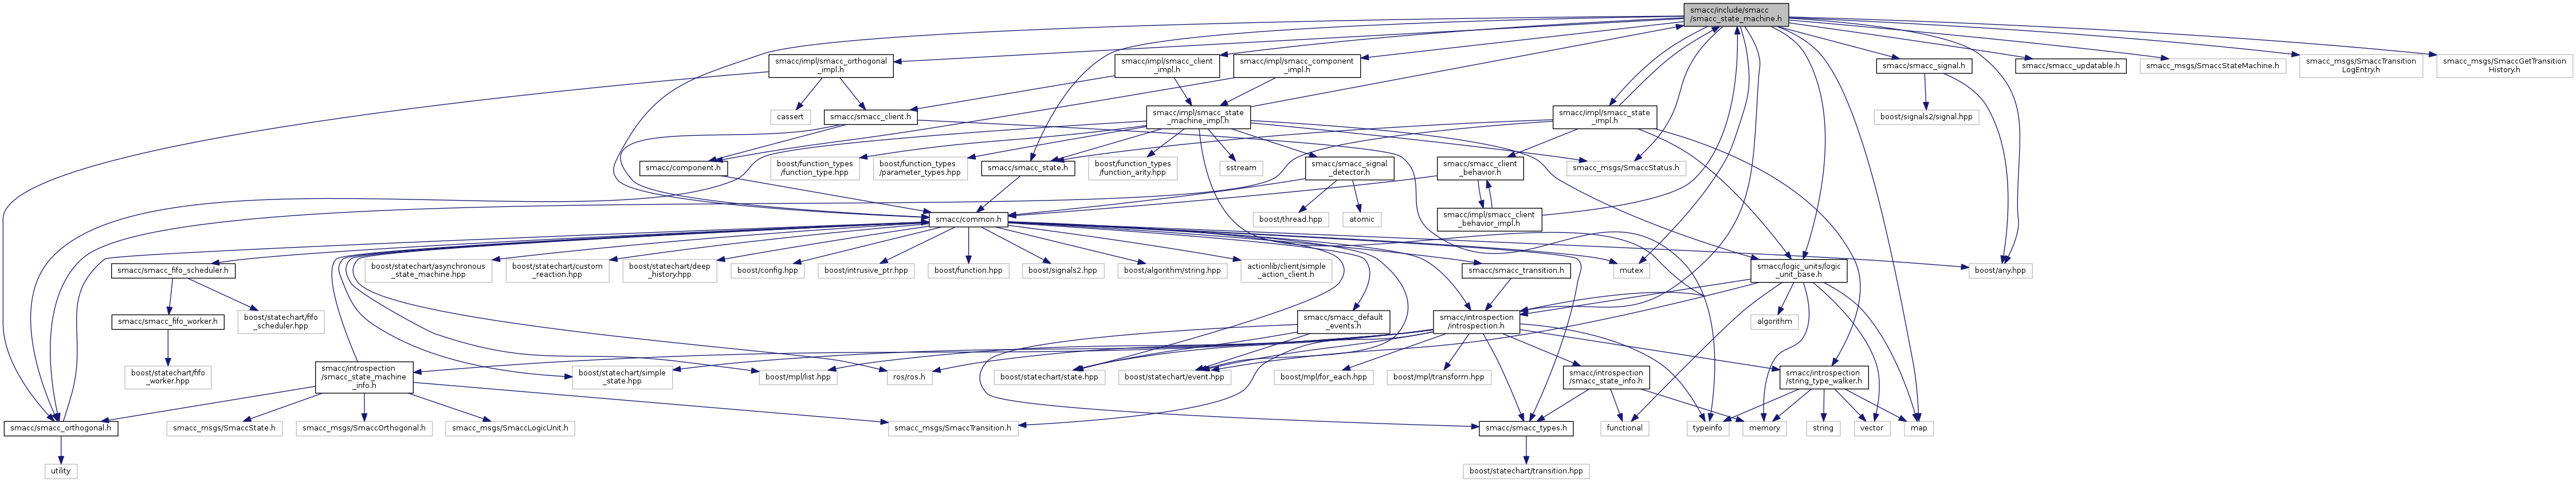 smacc/include/smacc
/smacc_state_machine.h
smacc/impl/smacc_orthogonal
_impl.h
smacc/impl/smacc_client
_impl.h
smacc/impl/smacc_component
_impl.h
smacc/smacc_signal.h
smacc/smacc_updatable.h
smacc_msgs/SmaccStateMachine.h
smacc_msgs/SmaccTransition
LogEntry.h
smacc_msgs/SmaccGetTransition
History.h
cassert
smacc/smacc_client.h
smacc/impl/smacc_state
_machine_impl.h
smacc/impl/smacc_state
_impl.h
boost/signals2/signal.hpp
smacc/component.h
boost/function_types
/function_type.hpp
boost/function_types
/parameter_types.hpp
smacc/smacc_state.h
boost/function_types
/function_arity.hpp
sstream
smacc/smacc_signal
_detector.h
smacc/smacc_client
_behavior.h
smacc_msgs/SmaccStatus.h
smacc/common.h
boost/thread.hpp
atomic
smacc/impl/smacc_client
_behavior_impl.h
smacc/smacc_fifo_scheduler.h
boost/statechart/asynchronous
_state_machine.hpp
boost/statechart/custom
_reaction.hpp
boost/statechart/deep
_history.hpp
boost/config.hpp
boost/intrusive_ptr.hpp
boost/function.hpp
boost/signals2.hpp
boost/algorithm/string.hpp
actionlib/client/simple
_action_client.h
smacc/smacc_transition.h
mutex
smacc/logic_units/logic
_unit_base.h
boost/any.hpp
smacc/smacc_fifo_worker.h
boost/statechart/fifo
_scheduler.hpp
smacc/smacc_default
_events.h
smacc/introspection
/introspection.h
algorithm
boost/statechart/fifo
_worker.hpp
smacc/introspection
/smacc_state_machine
_info.h
boost/statechart/simple
_state.hpp
boost/mpl/list.hpp
ros/ros.h
boost/statechart/state.hpp
boost/statechart/event.hpp
boost/mpl/for_each.hpp
boost/mpl/transform.hpp
smacc/introspection
/smacc_state_info.h
smacc/introspection
/string_type_walker.h
smacc/smacc_orthogonal.h
smacc_msgs/SmaccState.h
smacc_msgs/SmaccOrthogonal.h
smacc_msgs/SmaccLogicUnit.h
smacc_msgs/SmaccTransition.h
smacc/smacc_types.h
functional
typeinfo
memory
string
vector
map
utility
boost/statechart/transition.hpp